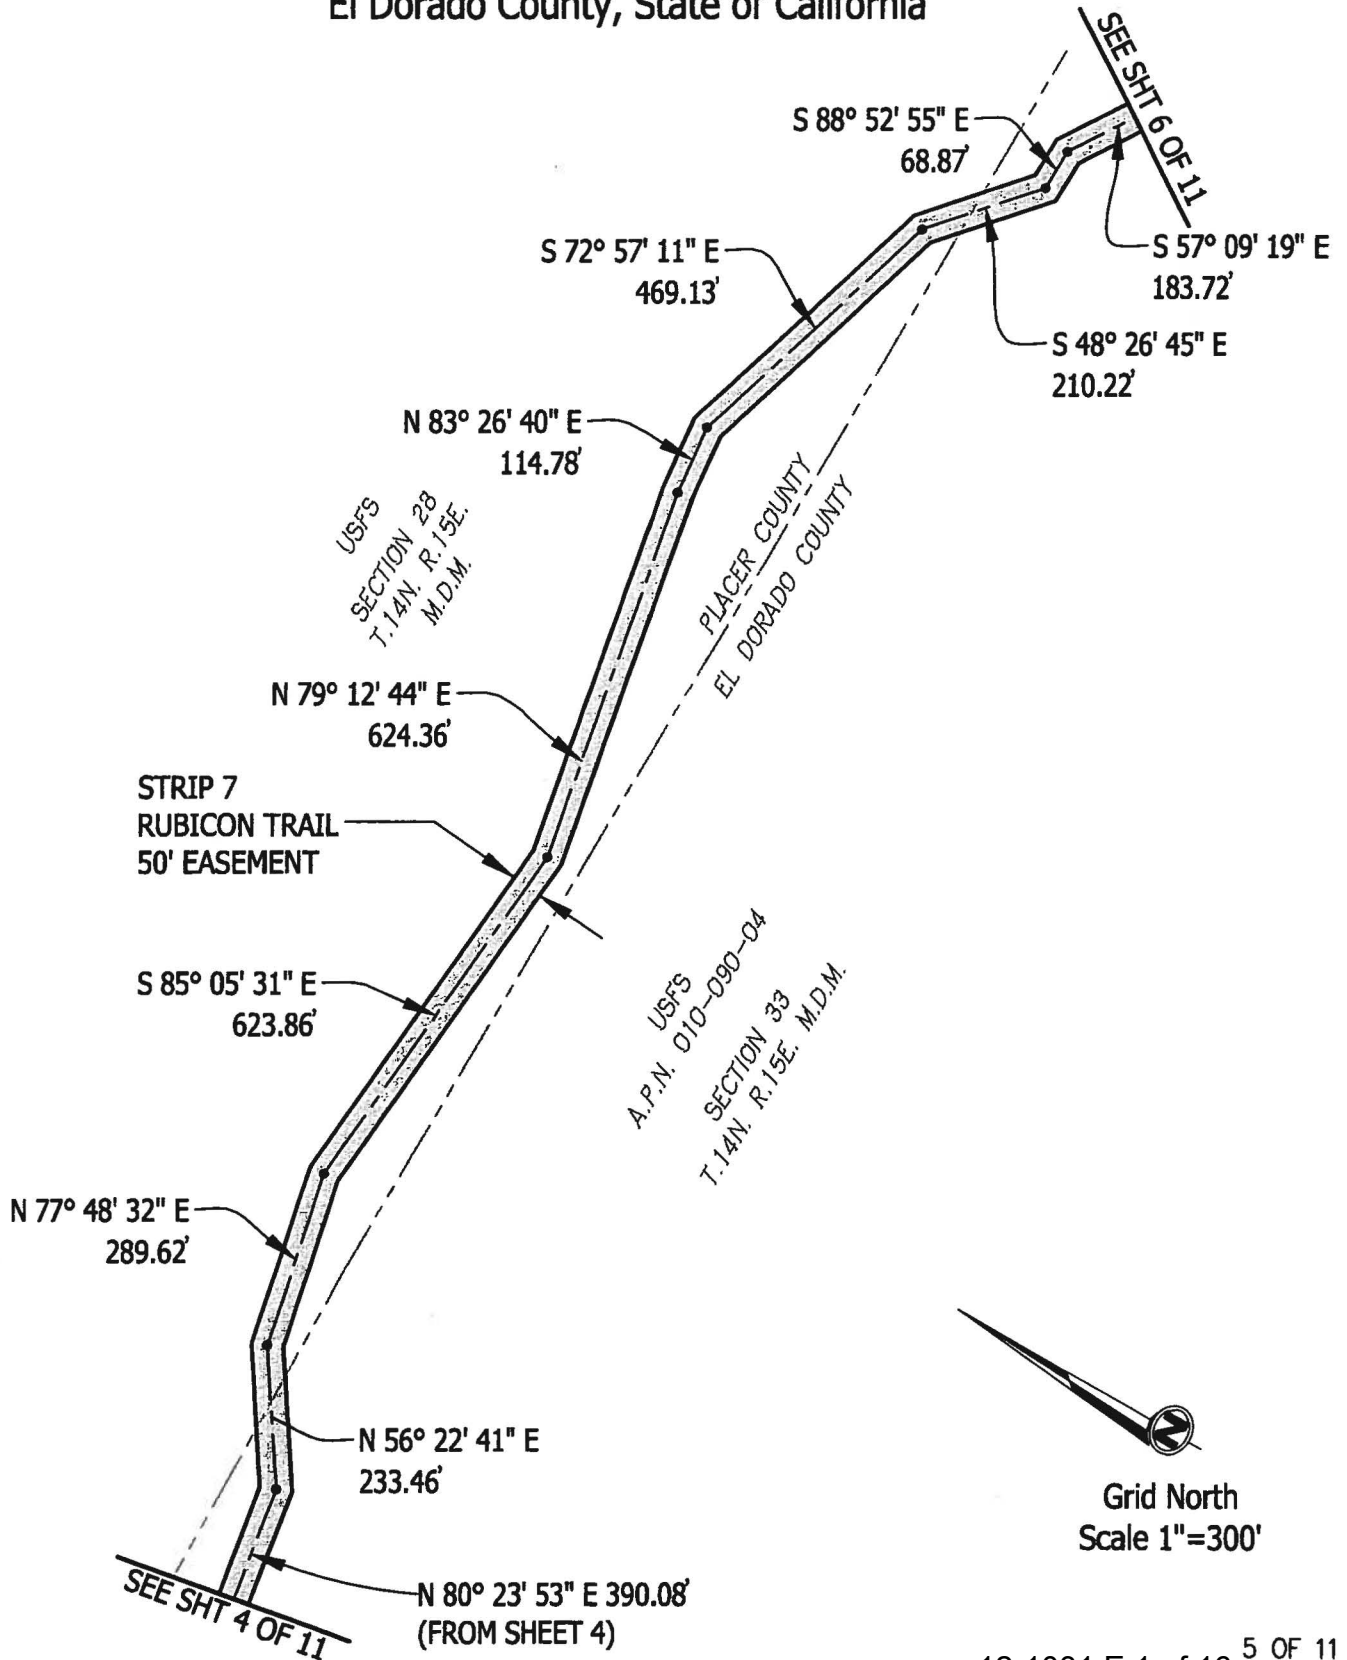 El Dorado County, State of California
SEE SHT 6 OF 11
S 88° 52' 55" E
68.87'
S 57° 09' 19" E
183.72'
S 72° 57' 11" E
469.13'
S 48° 26' 45" E
210.22'
N 83° 26' 40" E
114.78'
USFS
SECTION 28
T.14N. R.15E.
M.D.M.
PLACER COUNTY
EL DORADO COUNTY
N 79° 12' 44" E
624.36'
STRIP 7
RUBICON TRAIL
50' EASEMENT
S 85° 05' 31" E
623.86'
USFS
A.P.N. 010-090-04
SECTION 33
T.14N. R.15E. M.D.M.
N 77° 48' 32" E
289.62'
N 56° 22' 41" E
233.46'
N
Grid North
Scale 1"=300'
N 80° 23' 53" E 390.08'
(FROM SHEET 4)
SEE SHT 4 OF 11
5 OF 11